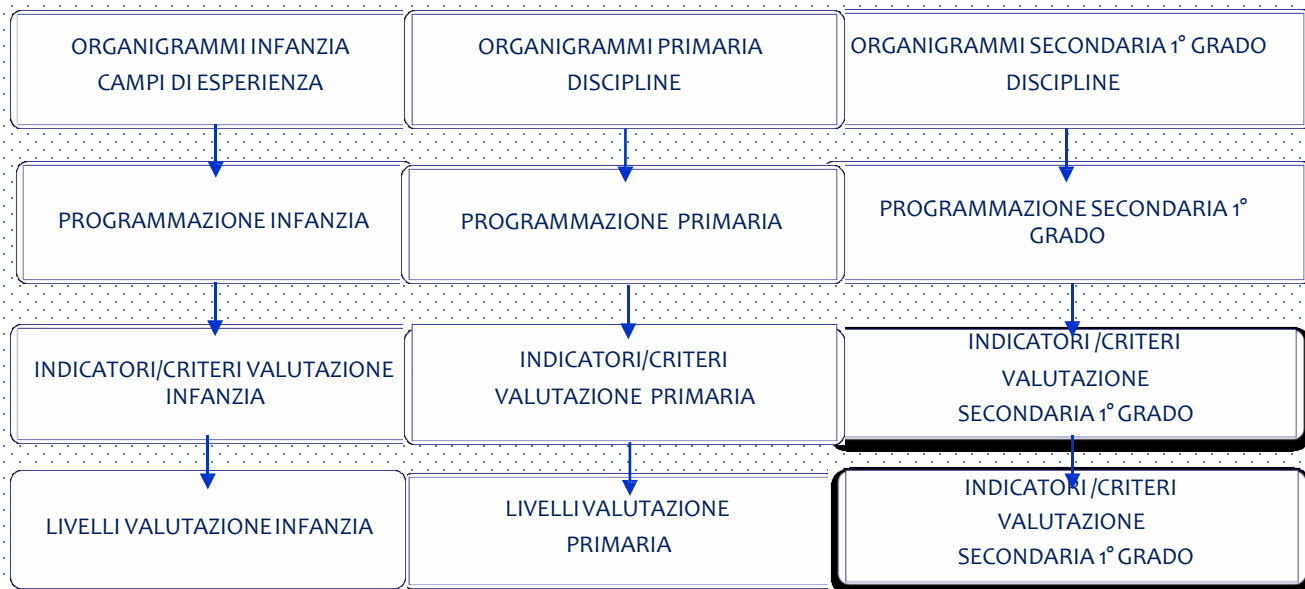 ORGANIGRAMMI INFANZIA
CAMPI DI ESPERIENZA
ORGANIGRAMMI PRIMARIA
DISCIPLINE
ORGANIGRAMMI SECONDARIA 1° GRADO
DISCIPLINE
PROGRAMMAZIONE INFANZIA
PROGRAMMAZIONE PRIMARIA
PROGRAMMAZIONE SECONDARIA 1°
GRADO
INDICATORI/CRITERI VALUTAZIONE
INFANZIA
INDICATORI/CRITERI
VALUTAZIONE PRIMARIA
INDICATORI /CRITERI
VALUTAZIONE
SECONDARIA 1° GRADO
LIVELLI VALUTAZIONE INFANZIA
LIVELLI VALUTAZIONE
PRIMARIA
INDICATORI /CRITERI
VALUTAZIONE
SECONDARIA 1° GRADO